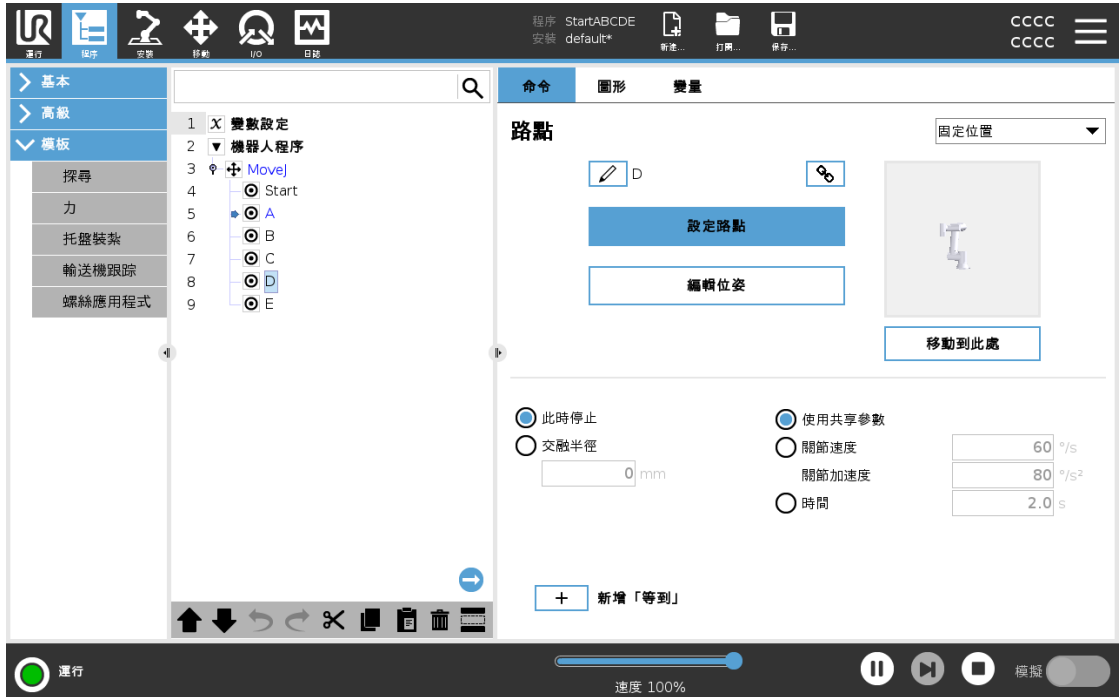 程序 StartABCDE
安裝 default*
CCCC
CCCC
運行
程序
安裝
移動
I/O
日誌
新建...
打開...
保存...
基本
高級
模板
探尋
力
托盤裝紮
輸送機跟踪
螺絲應用程式
1 X 變數設定
2 機器人程序
3 MoveJ
4 Start
5 A
6 B
7 C
8 D
9 E
命令
圖形
變量
路點
固定位置
D
設定路點
編輯位姿
移動到此處
此時停止
交融半徑
0 mm
使用共享參數
關節速度 60 °/s
關節加速度 80 °/s²
時間 2.0 s
+ 新增「等到」
運行
速度 100%
模擬